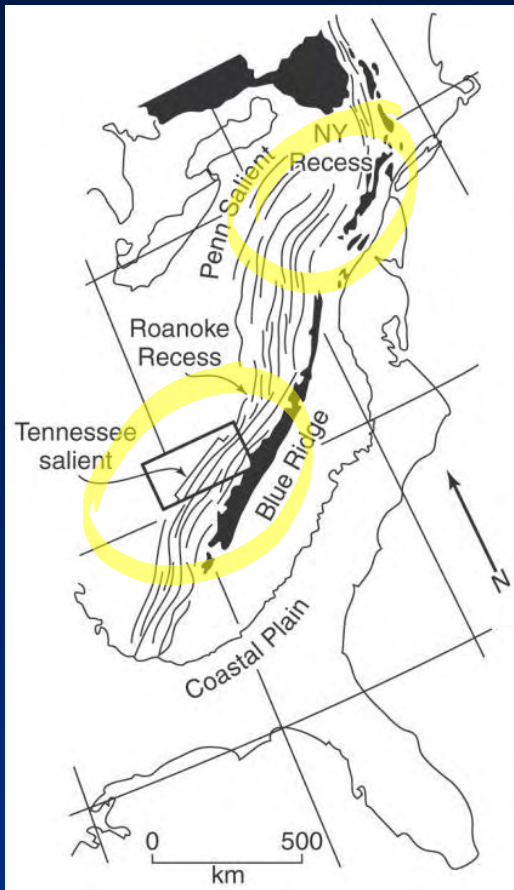 NY
Recess
Penn Salient
Roanoke
Recess
Tennessee
salient
Blue Ridge
N
Coastal Plain
0 500
km